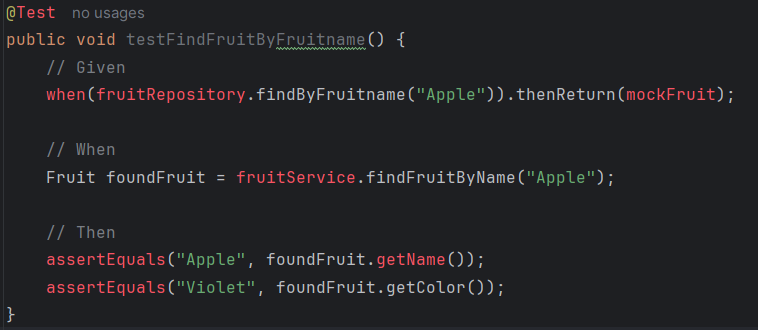 @Test no usages
public void testFindFruitByFruitname() {
// Given
when(fruitRepository.findByFruitname("Apple")).thenReturn(mockFruit);
// When
Fruit foundFruit = fruitService.findFruitByName("Apple");
// Then
assertEquals("Apple", foundFruit.getName());
assertEquals("Violet", foundFruit.getColor());
}